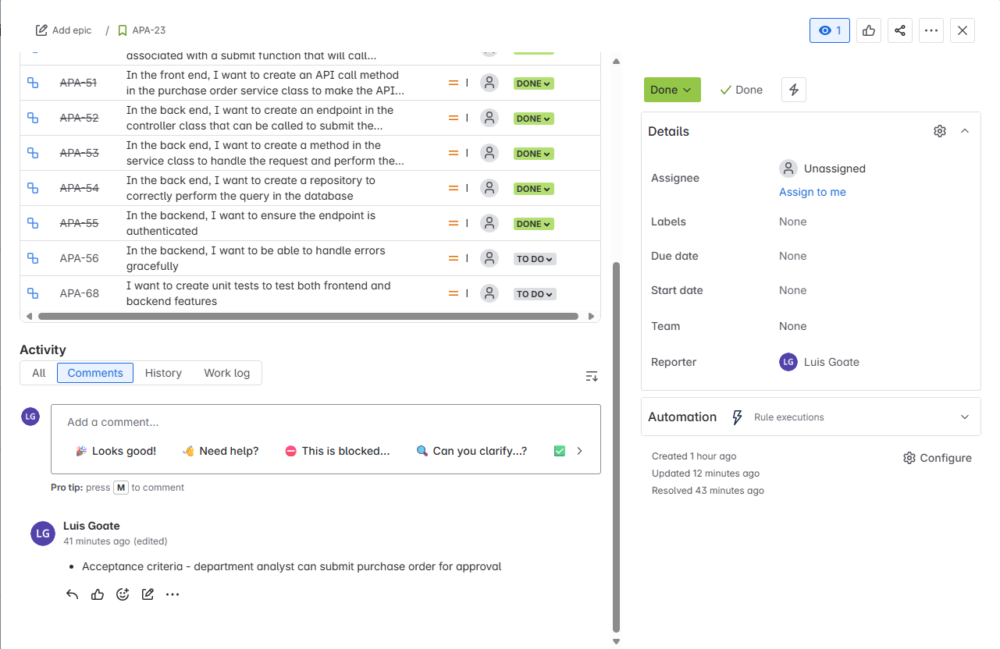 Add epic / APA-23
1
associated with a submit function that will call...
APA-51 In the front end, I want to create an API call method
in the purchase order service class to make the API... DONE
APA-52 In the back end, I want to create an endpoint in the
controller class that can be called to submit the... DONE
APA-53 In the back end, I want to create a method in the
service class to handle the request and perform the... DONE
APA-54 In the back end, I want to create a repository to
correctly perform the query in the database DONE
APA-55 In the backend, I want to ensure the endpoint is
authenticated DONE
APA-56 In the backend, I want to be able to handle errors
gracefully TO DO
APA-68 I want to create unit tests to test both frontend and
backend features TO DO
Activity
All Comments History Work log
LG
Add a comment...
Looks good! Need help? This is blocked... Can you clarify...?
Pro tip: press M to comment
LG Luis Goate
41 minutes ago (edited)
• Acceptance criteria - department analyst can submit purchase order for approval
Done Done
Details
Assignee Unassigned
Assign to me
Labels None
Due date None
Start date None
Team None
Reporter LG Luis Goate
Automation Rule executions
Created 1 hour ago
Updated 12 minutes ago
Resolved 43 minutes ago
Configure